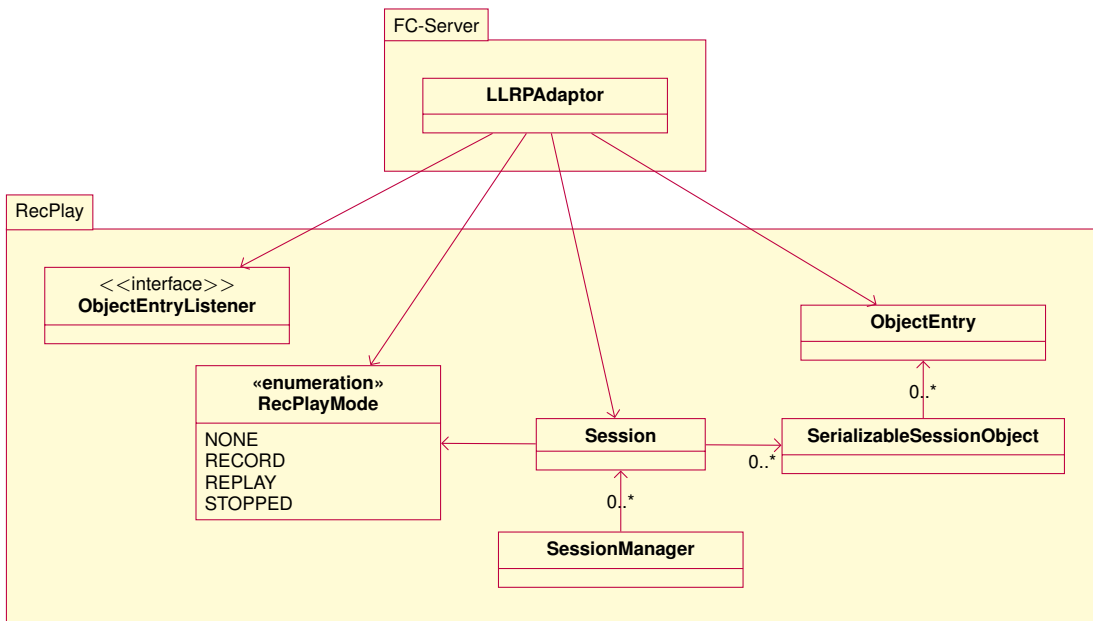 FC-Server
LLRPAdaptor
RecPlay
<<interface>>
ObjectEntryListener
ObjectEntry
«enumeration»
RecPlayMode
NONE
RECORD
REPLAY
STOPPED
0..*
Session
SerializableSessionObject
0..*
0..*
SessionManager